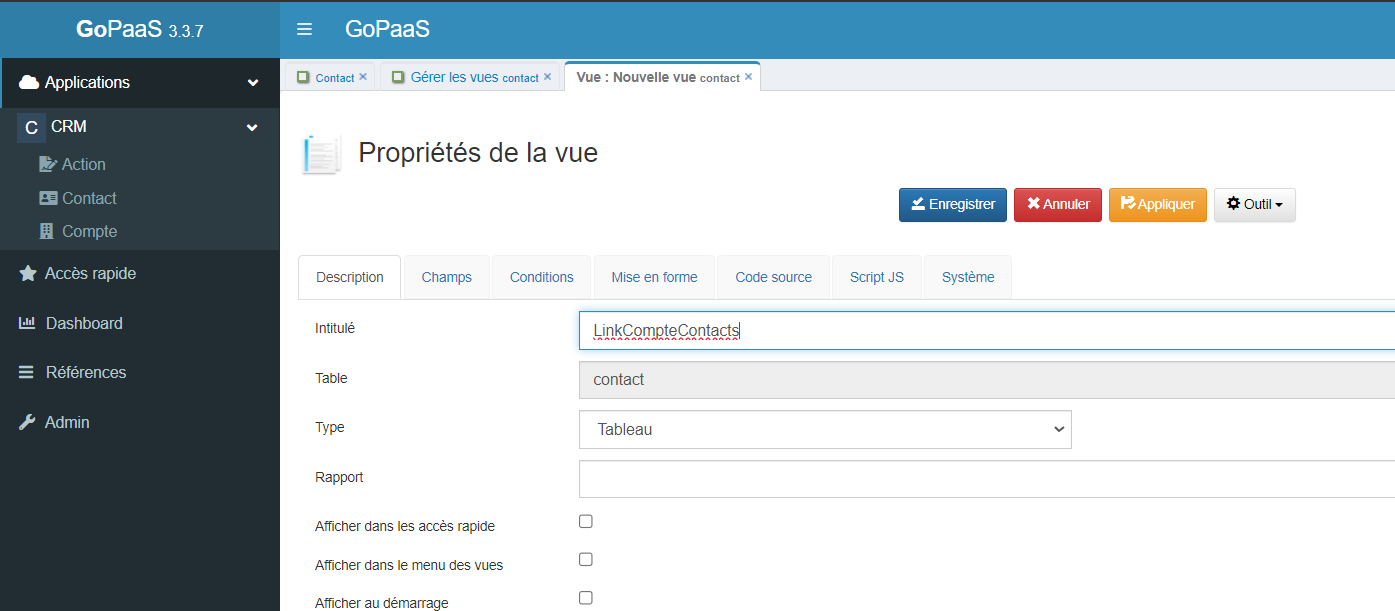 GoPaaS 3.3.7
GoPaaS
Applications
C CRM
Action
Contact
Compte
Accès rapide
Dashboard
Références
Admin
Contact × Gérer les vues contact × Vue : Nouvelle vue contact ×
Propriétés de la vue
Enregistrer Annuler Appliquer Outil
Description Champs Conditions Mise en forme Code source Script JS Système
Intitulé LinkCompteContacts
Table contact
Type Tableau
Rapport
Afficher dans les accès rapide
Afficher dans le menu des vues
Afficher au démarrage